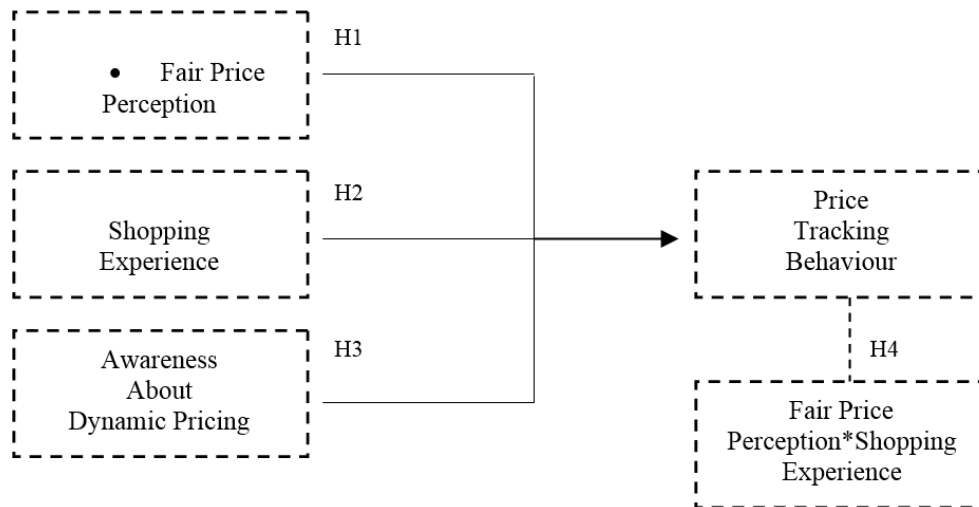 H1
• Fair Price
Perception
H2
Shopping
Experience
Price
Tracking
Behaviour
H3
Awareness
About
Dynamic Pricing
H4
Fair Price
Perception*Shopping
Experience